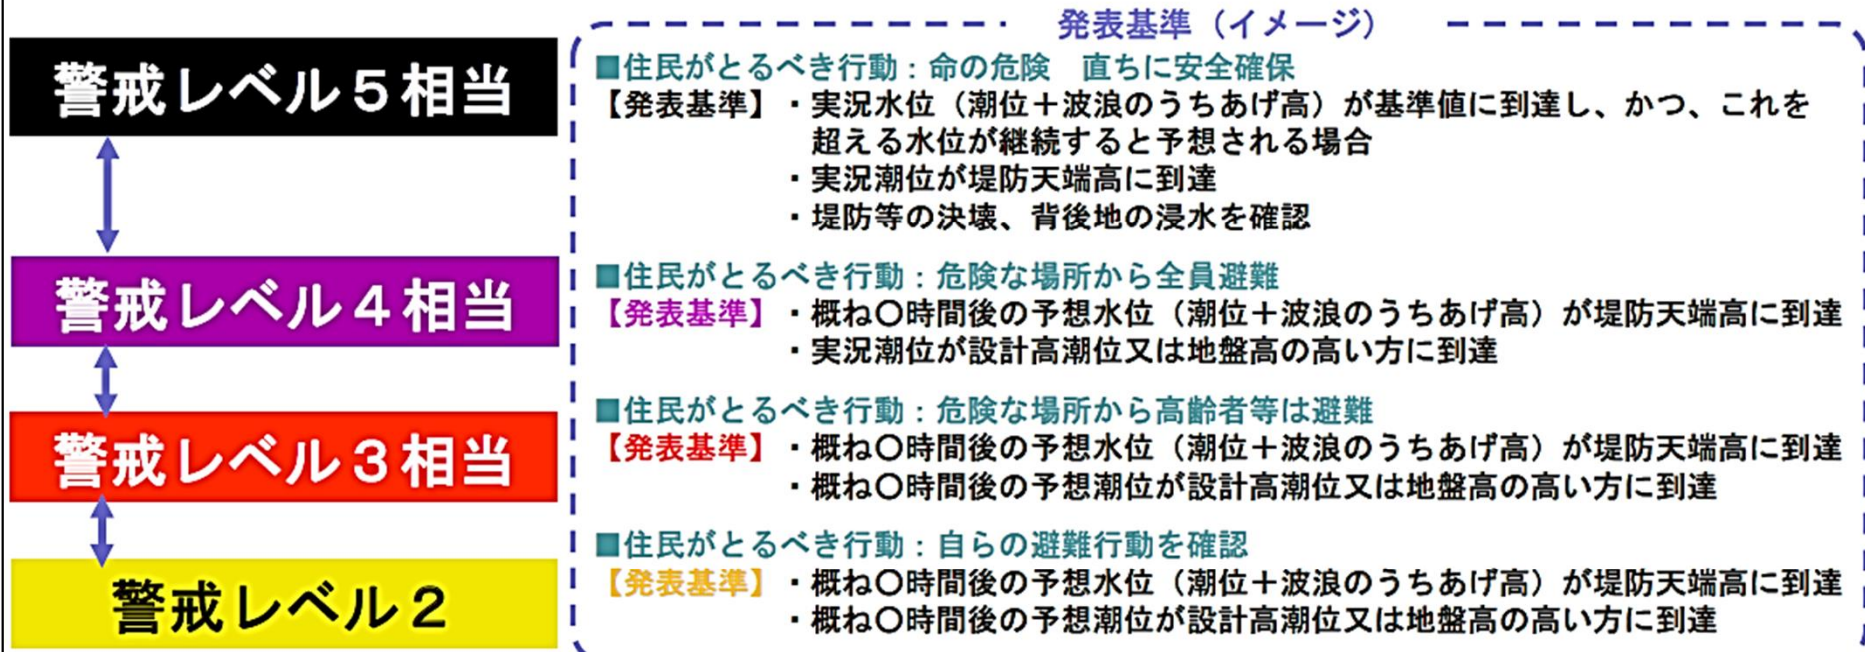 発表基準（イメージ）
警戒レベル５相当
■住民がとるべき行動：命の危険　直ちに安全確保
【発表基準】・実況水位（潮位＋波浪のうちあげ高）が基準値に到達し、かつ、これを
超える水位が継続すると予想される場合
・実況潮位が堤防天端高に到達
・堤防等の決壊、背後地の浸水を確認
警戒レベル４相当
■住民がとるべき行動：危険な場所から全員避難
【発表基準】・概ね〇時間後の予想水位（潮位＋波浪のうちあげ高）が堤防天端高に到達
・実況潮位が設計高潮位又は地盤高の高い方に到達
警戒レベル３相当
■住民がとるべき行動：危険な場所から高齢者等は避難
【発表基準】・概ね〇時間後の予想水位（潮位＋波浪のうちあげ高）が堤防天端高に到達
・概ね〇時間後の予想潮位が設計高潮位又は地盤高の高い方に到達
警戒レベル２
■住民がとるべき行動：自らの避難行動を確認
【発表基準】・概ね〇時間後の予想水位（潮位＋波浪のうちあげ高）が堤防天端高に到達
・概ね〇時間後の予想潮位が設計高潮位又は地盤高の高い方に到達